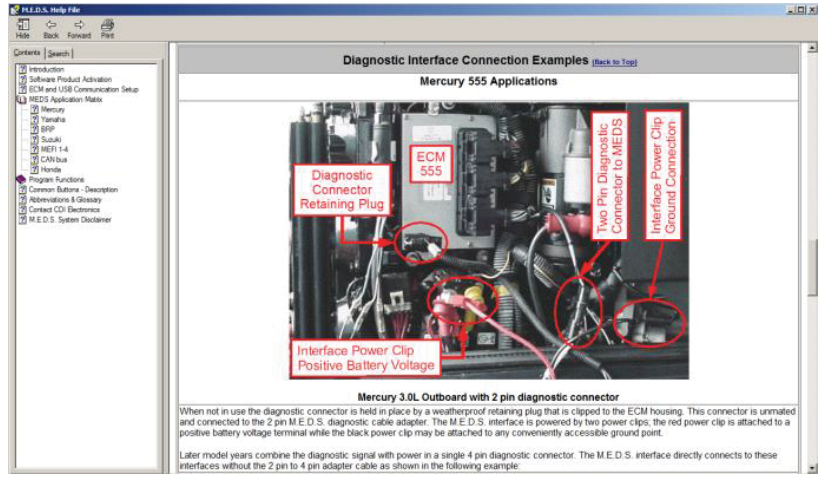 M.E.D.S. Help File
Hide Back Forward Print
Contents Search
Introduction
Software Product Activation
ECM and USB Communication Setup
MEDS Application Matrix
Mercury
Yamaha
BRP
Suzuki
MEFI 1-4
CAN bus
Honda
Program Functions
Common Buttons - Description
Abbreviations & Glossary
Contact CDI Electronics
M.E.D.S. System Disclaimer
Diagnostic Interface Connection Examples (Back to Top)
Mercury 555 Applications
ECM
555
Diagnostic
Connector
Retaining Plug
Two Pin Diagnostic
Connector to MEDS
Interface Power Clip
Ground Connection
Interface Power Clip
Positive Battery Voltage
Mercury 3.0L Outboard with 2 pin diagnostic connector
When not in use the diagnostic connector is held in place by a weatherproof retaining plug that is clipped to the ECM housing. This connector is unmated
and connected to the 2 pin M.E.D.S. diagnostic cable adapter. The M.E.D.S. interface is powered by two power clips; the red power clip is attached to a
positive battery voltage terminal while the black power clip may be attached to any conveniently accessible ground point.
Later model years combine the diagnostic signal with power in a single 4 pin diagnostic connector. The M.E.D.S. interface directly connects to these
interfaces without the 2 pin to 4 pin adapter cable as shown in the following example: